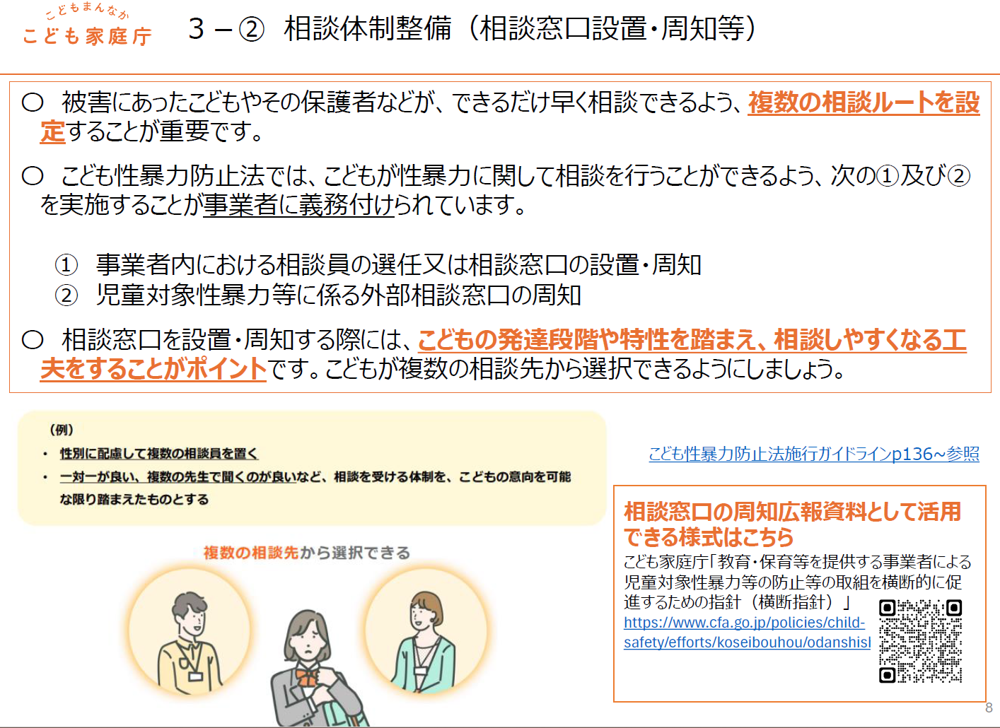 こどもまんなか
こども家庭庁
３－②　相談体制整備（相談窓口設置・周知等）
〇　被害にあったこどもやその保護者などが、できるだけ早く相談できるよう、複数の相談ルートを設
定することが重要です。
〇　こども性暴力防止法では、こどもが性暴力に関して相談を行うことができるよう、次の①及び②
を実施することが事業者に義務付けられています。
①　事業者内における相談員の選任又は相談窓口の設置・周知
②　児童対象性暴力等に係る外部相談窓口の周知
〇　相談窓口を設置・周知する際には、こどもの発達段階や特性を踏まえ、相談しやすくなる工
夫をすることがポイントです。こどもが複数の相談先から選択できるようにしましょう。
（例）
・ 性別に配慮して複数の相談員を置く
・ 一対一が良い、複数の先生で聞くのが良いなど、相談を受ける体制を、こどもの意向を可能
な限り踏まえたものとする
複数の相談先から選択できる
こども性暴力防止法施行ガイドラインp136~参照
相談窓口の周知広報資料として活用
できる様式はこちら
こども家庭庁「教育・保育等を提供する事業者による
児童対象性暴力等の防止等の取組を横断的に促
進するための指針（横断指針）」
https://www.cfa.go.jp/policies/child-
safety/efforts/koseibouhou/odanshisl
8